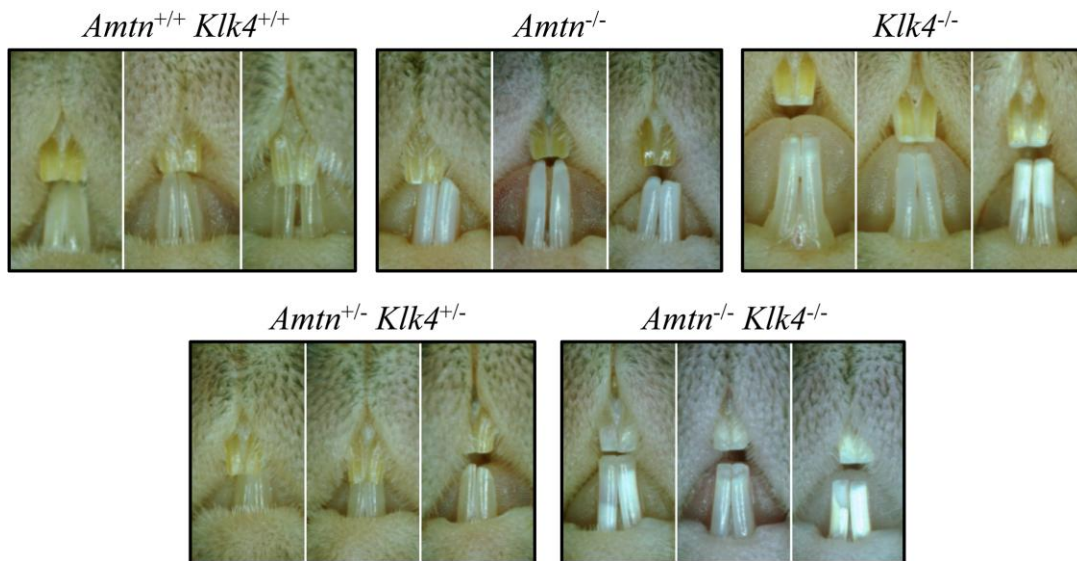 Amtn+/+ Klk4+/+
Amtn-/-
Klk4-/-
Amtn+/- Klk4+/-
Amtn-/- Klk4-/-